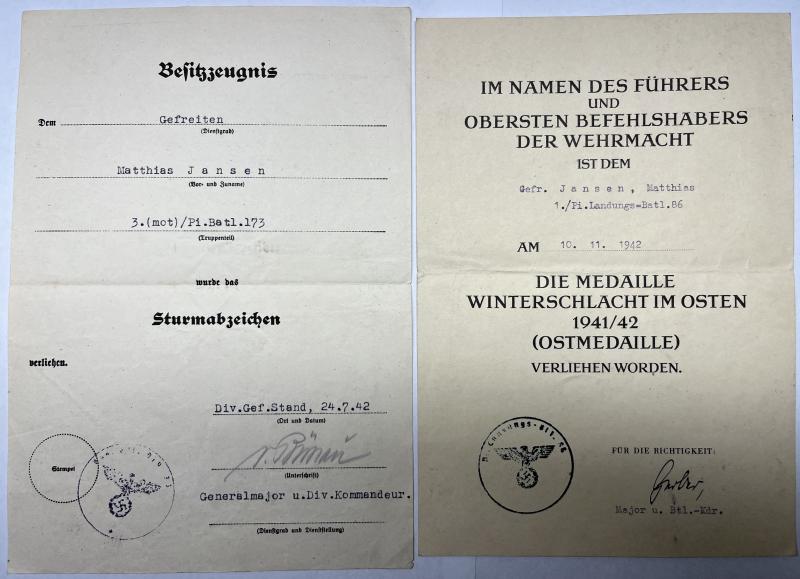 Besitzzeugnis
Dem Gefreiten
(Dienstgrad)
Matthias J a n s e n
(Vor- und Zuname)
3.(mot)/Pi.Batl.173
(Truppenteil)
wurde das
Sturmabzeichen
verliehen.
Div.Gef.Stand, 24.7.42
(Ort und Datum)
Stempel
(Unterschrift)
Generalmajor u.Div.Kommandeur.
(Dienstgrad und Dienststellung)
IM NAMEN DES FÜHRERS
UND
OBERSTEN BEFEHLSHABERS
DER WEHRMACHT
IST DEM
Gefr. J a n s e n , Matthias
1./Pi.Landungs=Batl.86
AM 10. 11. 1942
DIE MEDAILLE
WINTERSCHLACHT IM OSTEN
1941/42
(OSTMEDAILLE)
VERLIEHEN WORDEN.
FÜR DIE RICHTIGKEIT:
Major u. Btl.-Kdr.